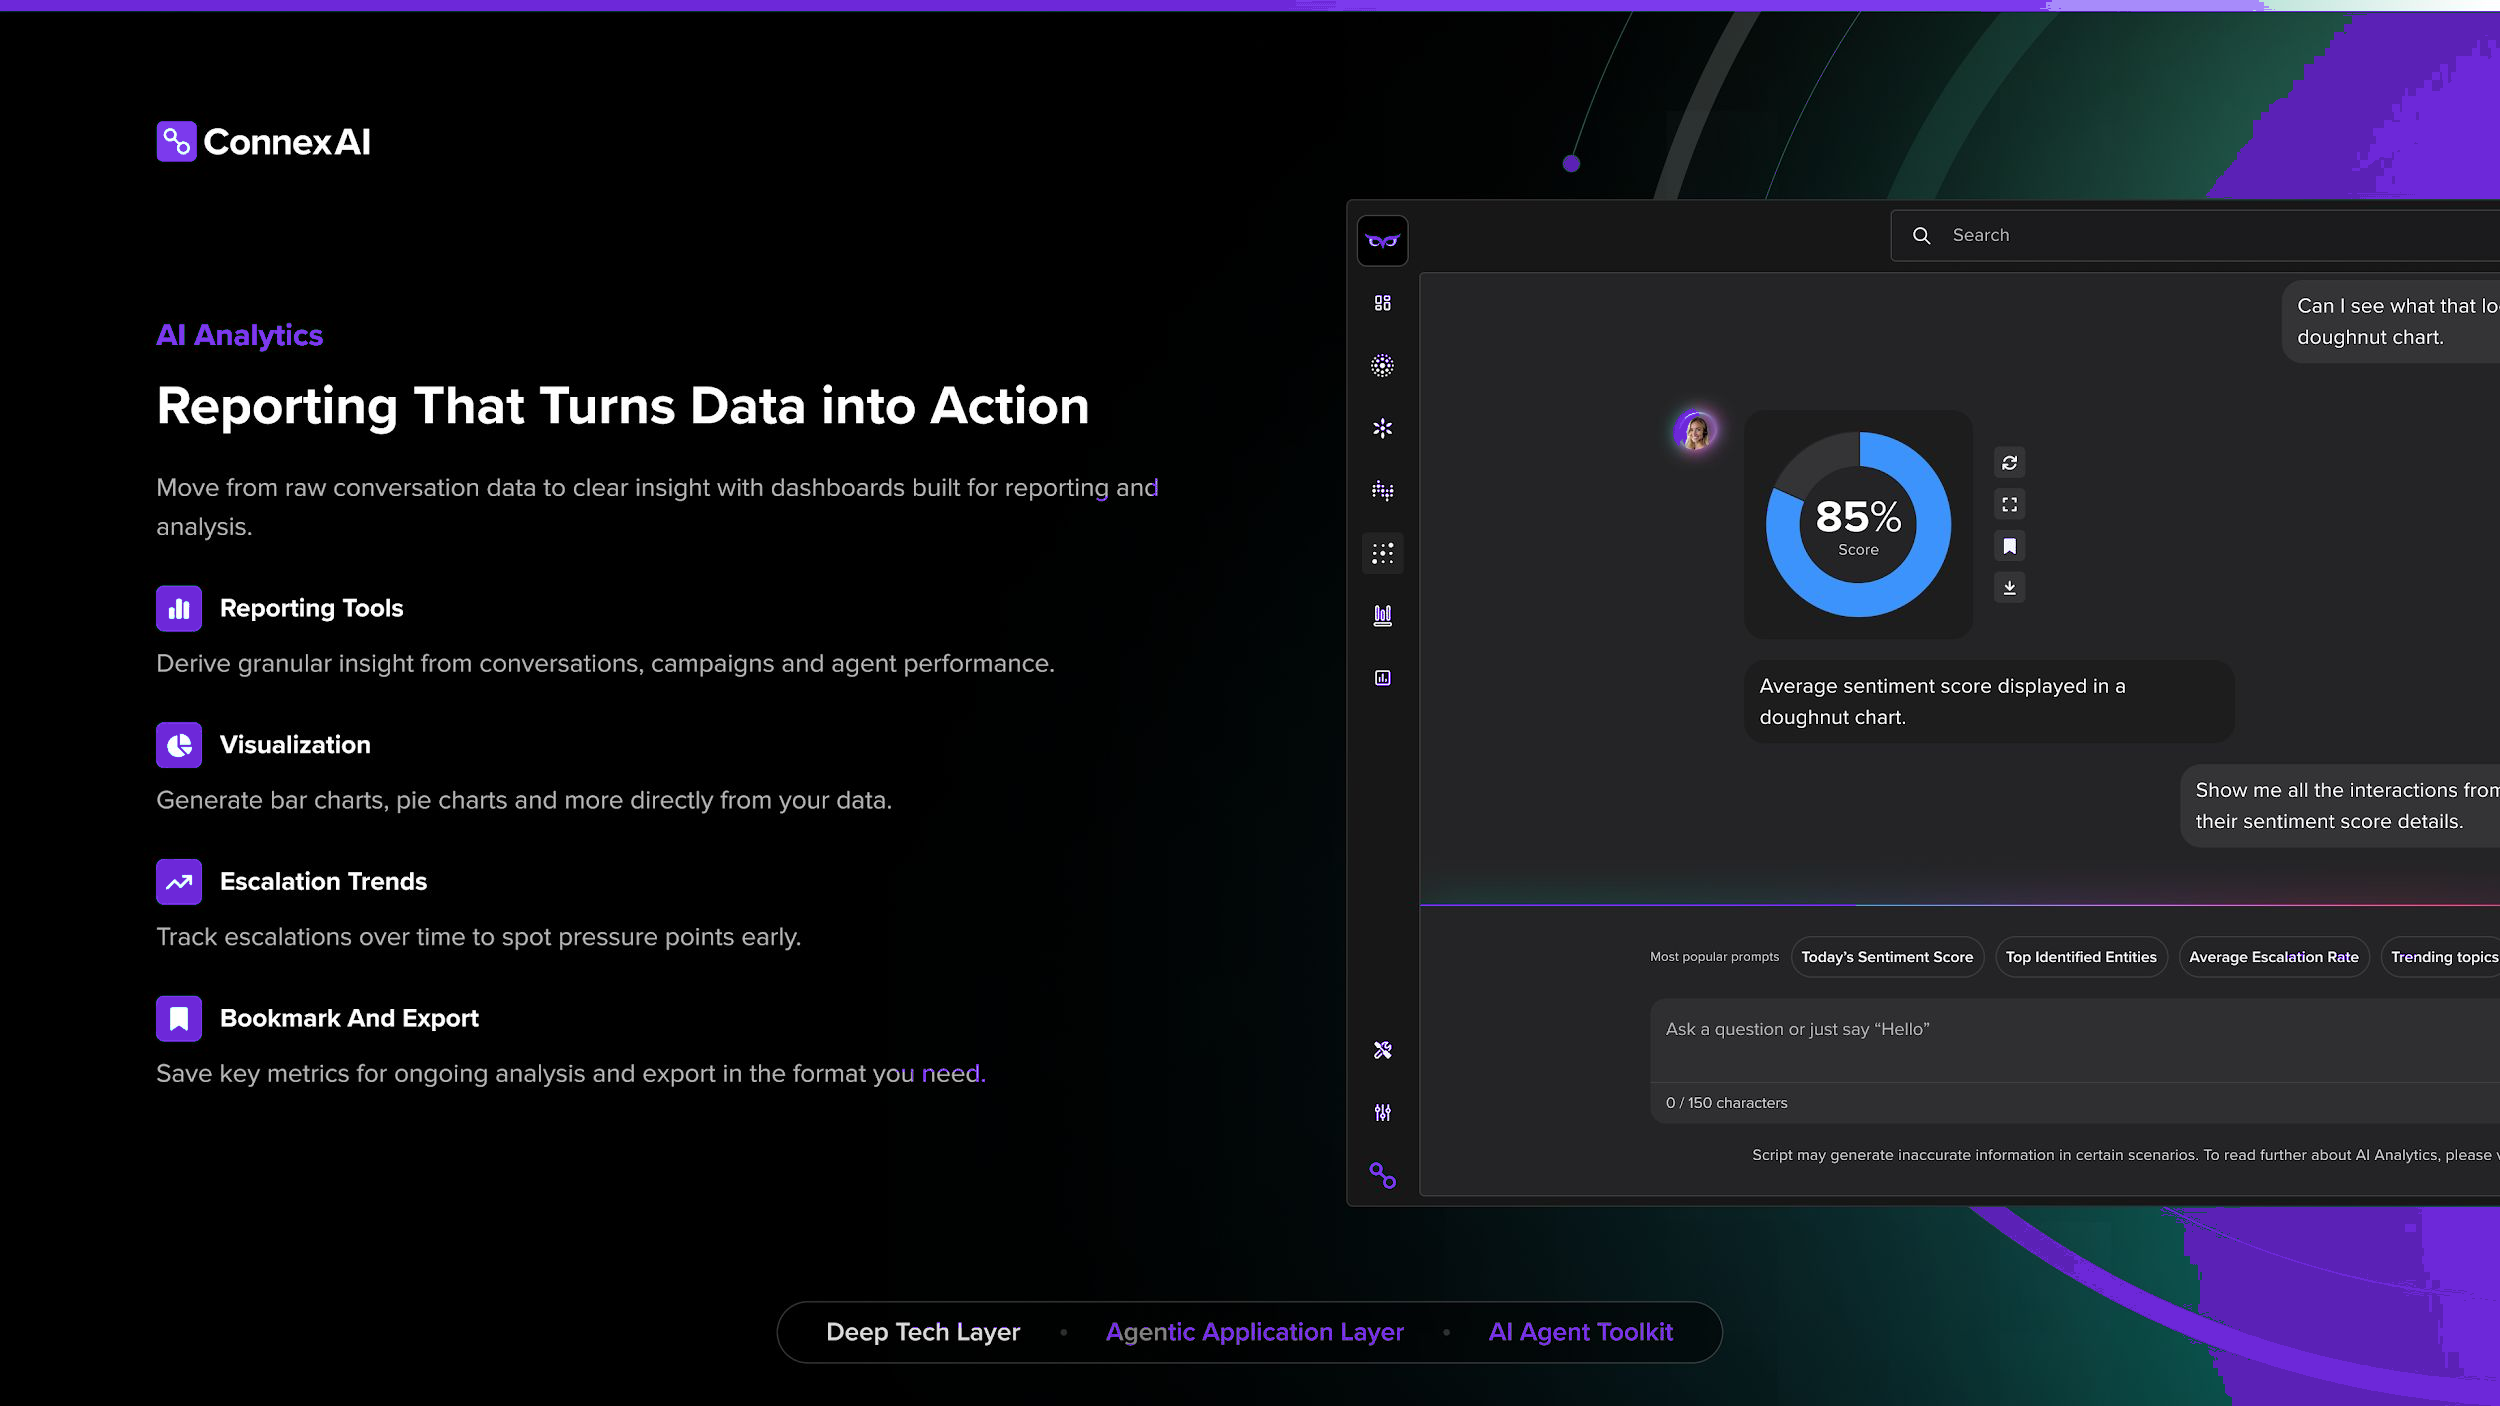 ConnexAI
AI Analytics
Reporting That Turns Data into Action
Move from raw conversation data to clear insight with dashboards built for reporting and
analysis.
Reporting Tools
Derive granular insight from conversations, campaigns and agent performance.
Visualization
Generate bar charts, pie charts and more directly from your data.
Escalation Trends
Track escalations over time to spot pressure points early.
Bookmark And Export
Save key metrics for ongoing analysis and export in the format you need.
Search
Can I see what that lo
doughnut chart.
85%
Score
Average sentiment score displayed in a
doughnut chart.
Show me all the interactions from
their sentiment score details.
Most popular prompts Today's Sentiment Score Top Identified Entities Average Escalation Rate Trending topics
Ask a question or just say “Hello”
0 / 150 characters
Script may generate inaccurate information in certain scenarios. To read further about AI Analytics, please
Deep Tech Layer • Agentic Application Layer • AI Agent Toolkit